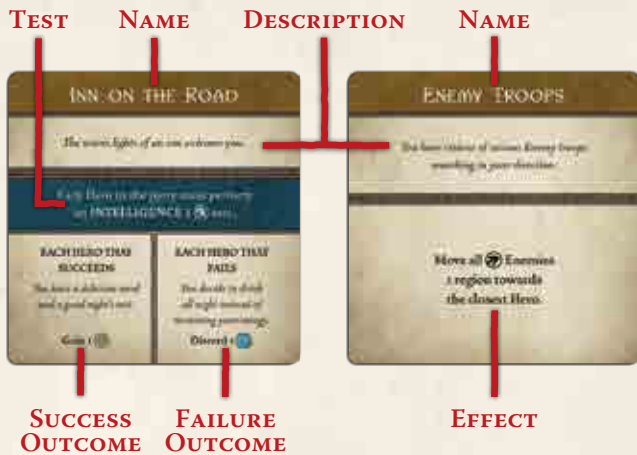 TEST NAME DESCRIPTION NAME
INN ON THE ROAD
The warm lights of an inn welcome you.
Each Hero in the party must perform
an INTELLIGENCE 1 test.
EACH HERO THAT
SUCCEEDS
You have a delicious meal
and a good night's rest.
Gain 1
EACH HERO THAT
FAILS
You decide to drink
all night instead of
Discard 1
ENEMY TROOPS
You hear rumors of vicious Enemy troops
marching in your direction.
Move all Enemies
1 region towards
the closest Hero.
SUCCESS
OUTCOME
FAILURE
OUTCOME
EFFECT